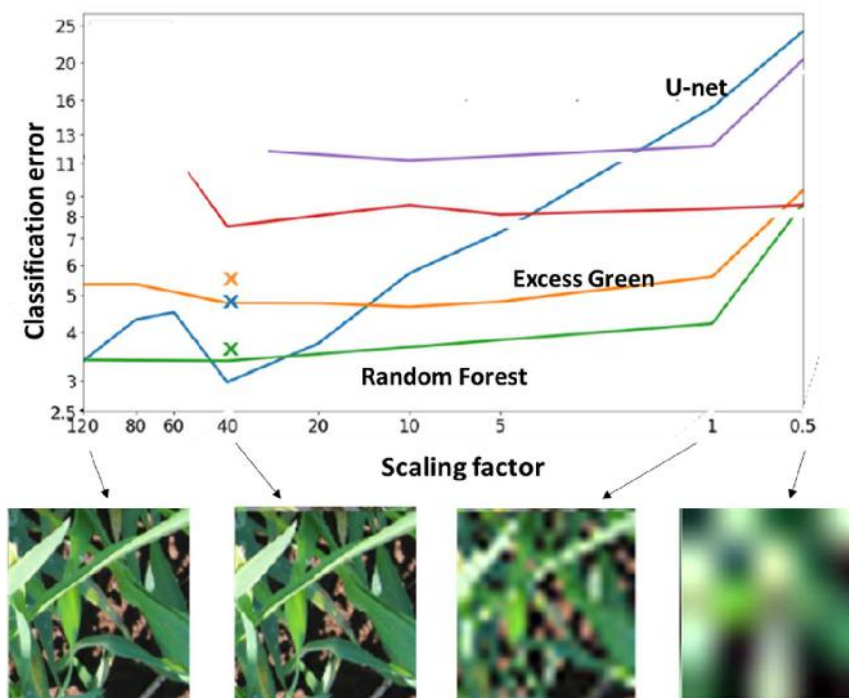 25
20
16
13
11
9
8
7
6
5
4
3
2.5
Classification error
U-net
Excess Green
Random Forest
120 80 60 40 20 10 5 1 0.5
Scaling factor